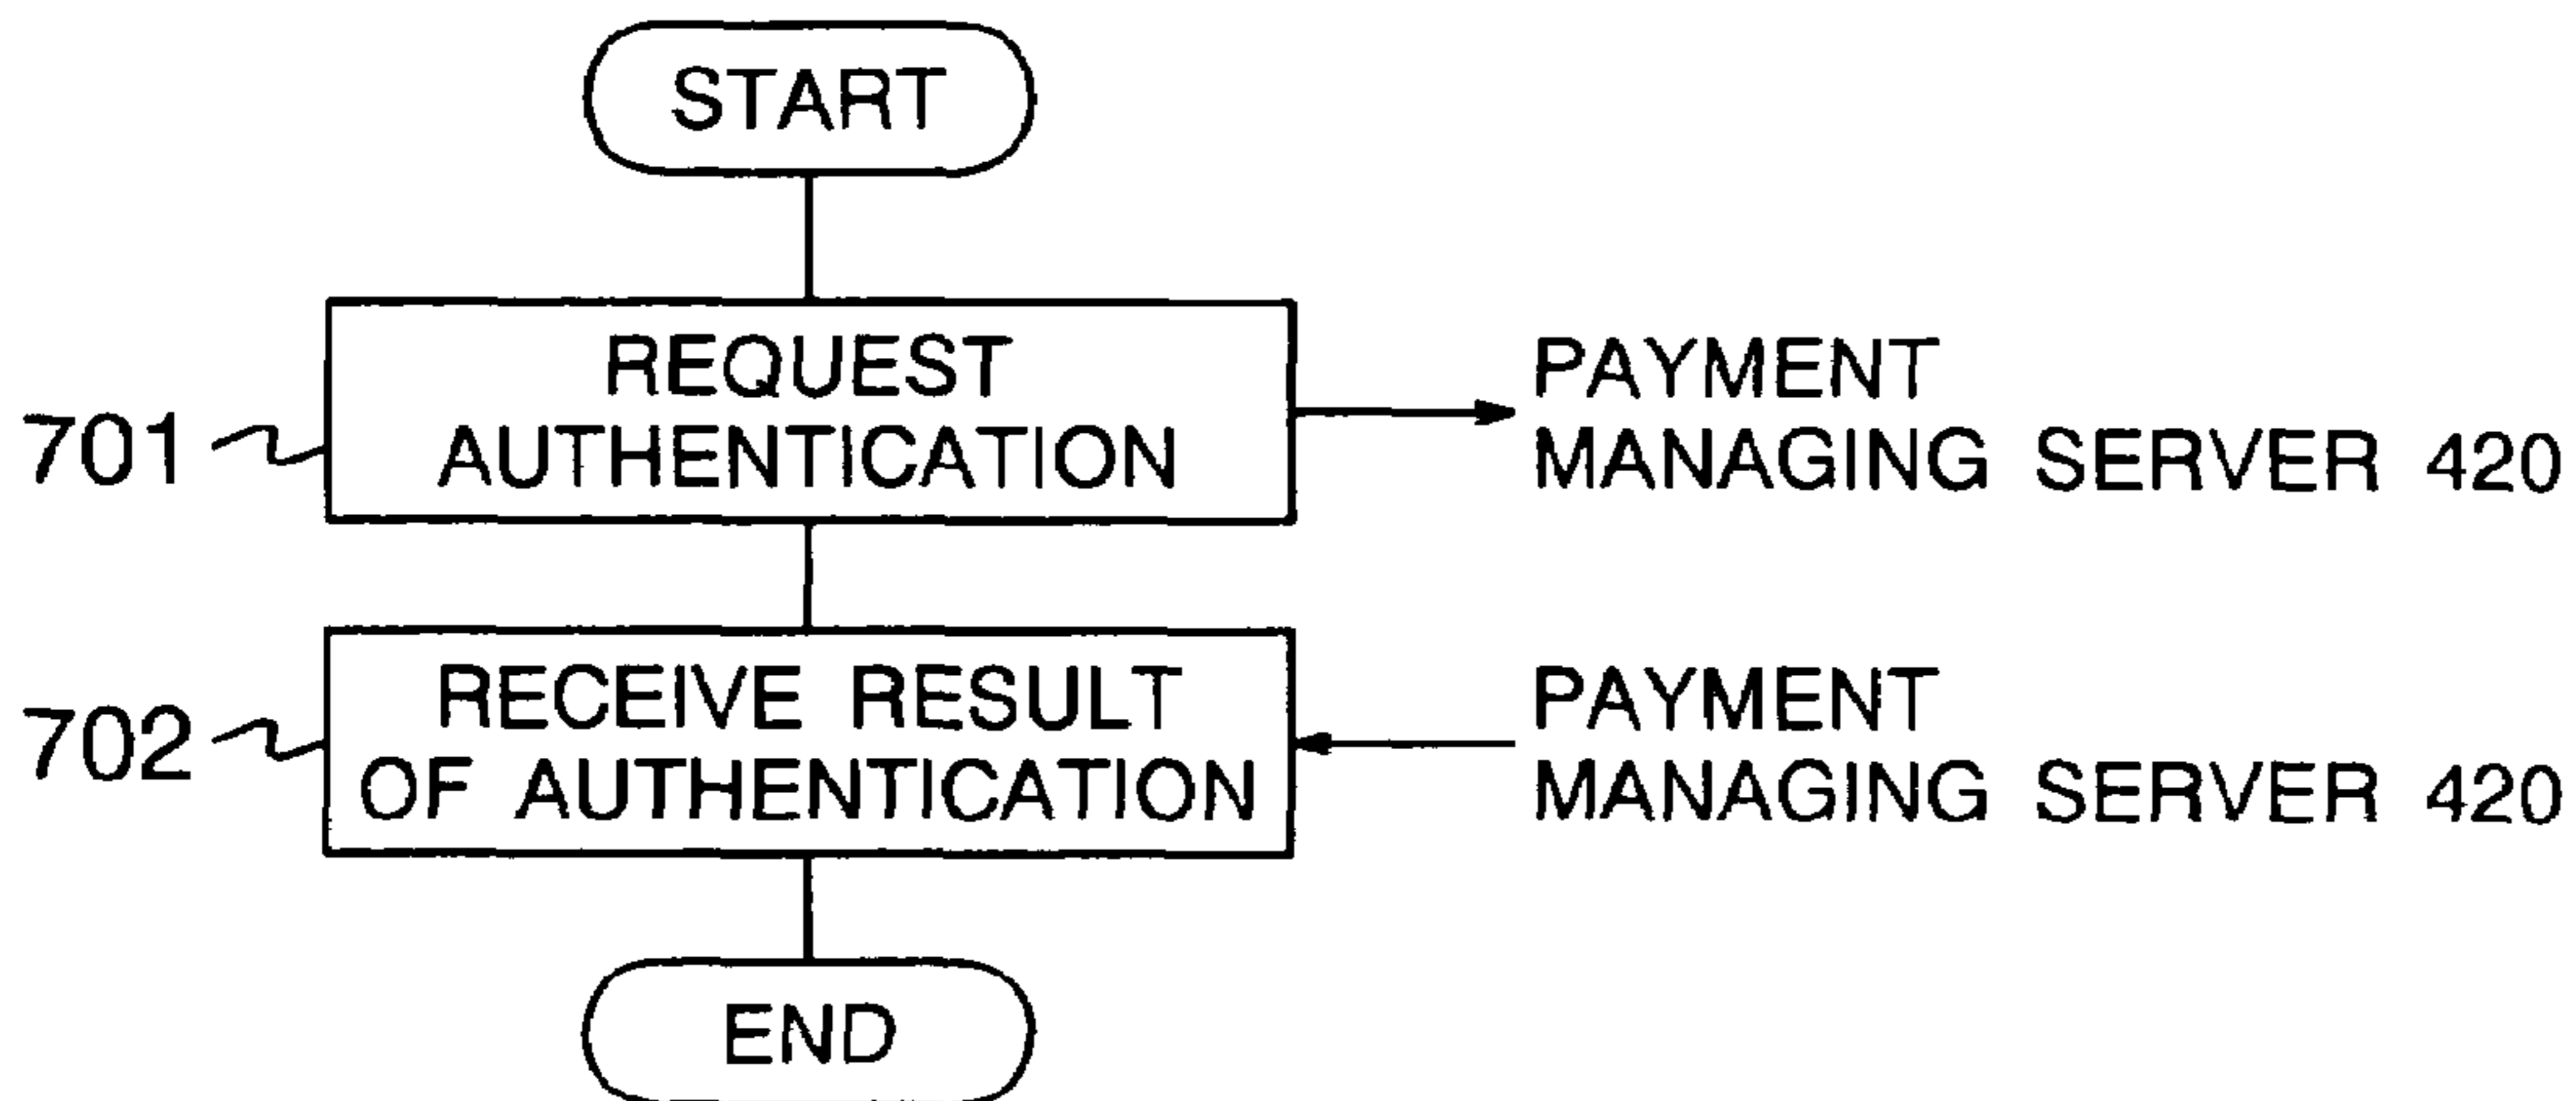 START
701
REQUEST
AUTHENTICATION
PAYMENT
MANAGING SERVER 420
702
RECEIVE RESULT
OF AUTHENTICATION
PAYMENT
MANAGING SERVER 420
END